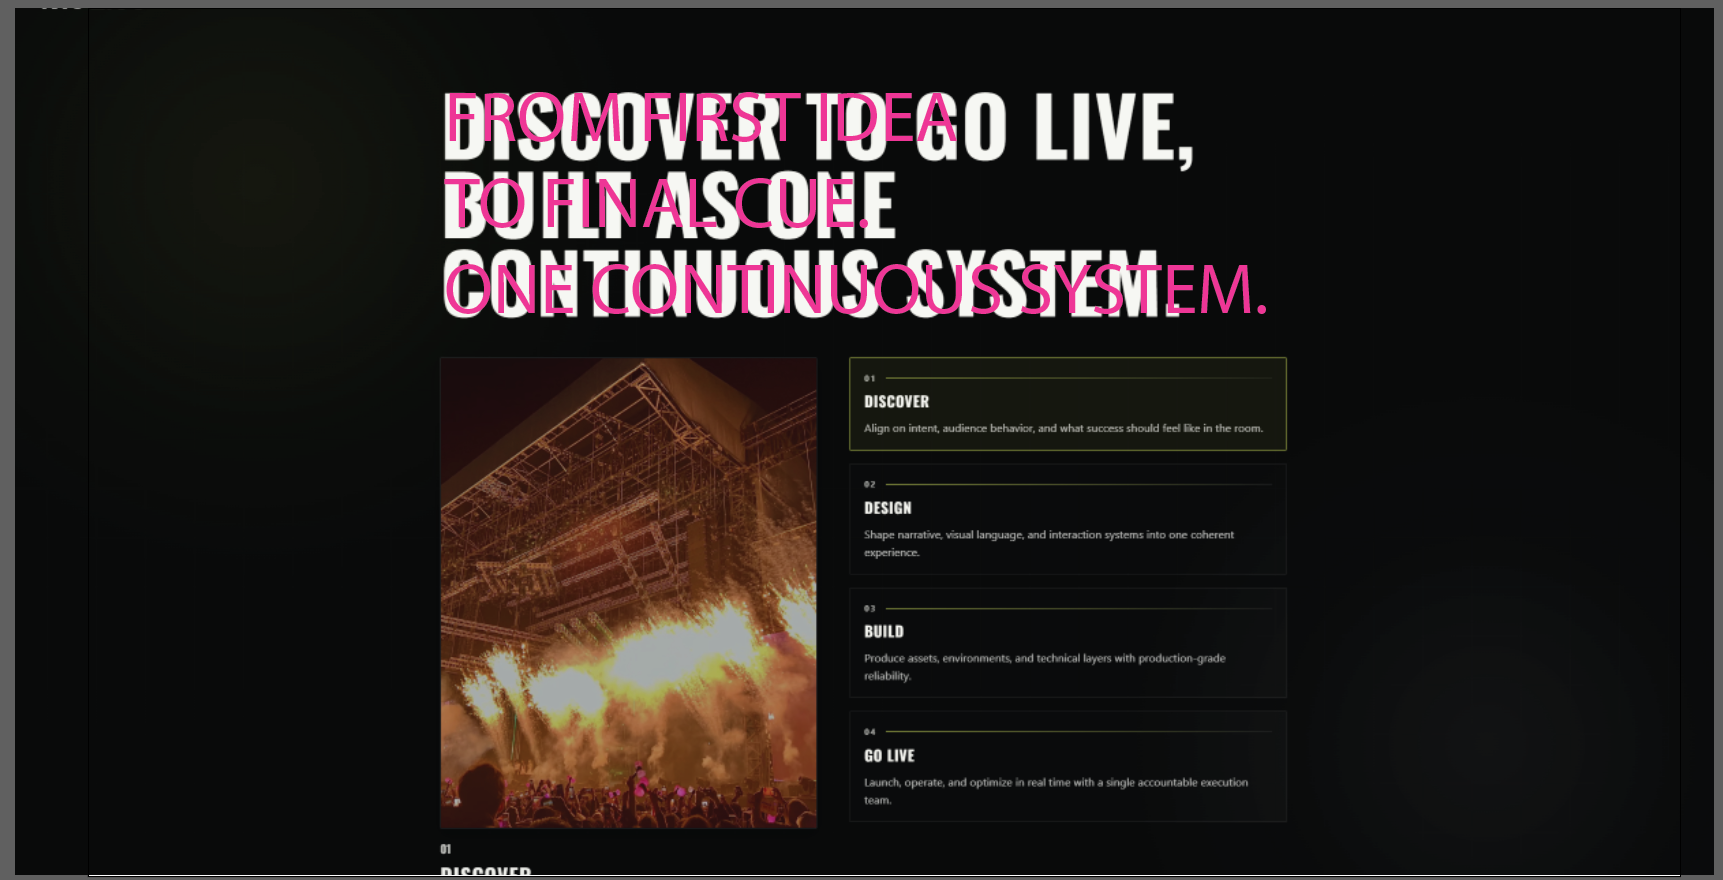 DISCOVER TO GO LIVE,
BUILT AS ONE
CONTINUOUS SYSTEM.
FROM FIRST IDEA
TO FINAL CUE.
ONE CONTINUOUS SYSTEM.
01
DISCOVER
Align on intent, audience behavior, and what success should feel like in the room.
02
DESIGN
Shape narrative, visual language, and interaction systems into one coherent
experience.
03
BUILD
Produce assets, environments, and technical layers with production-grade
reliability.
04
GO LIVE
Launch, operate, and optimize in real time with a single accountable execution
team.
01
DISCOVER